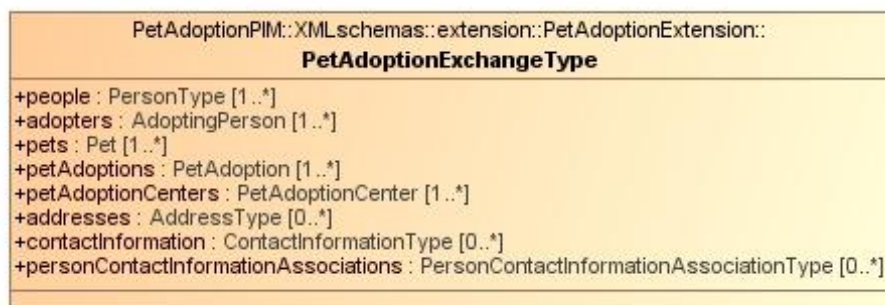 PetAdoptionPIM::XMLschemas::extension::PetAdoptionExtension::
PetAdoptionExchangeType
+people : PersonType [1..*]
+adopters : AdoptingPerson [1..*]
+pets : Pet [1..*]
+petAdoptions : PetAdoption [1..*]
+petAdoptionCenters : PetAdoptionCenter [1..*]
+addresses : AddressType [0..*]
+contactInformation : ContactInformationType [0..*]
+personContactInformationAssociations : PersonContactInformationAssociationType [0..*]